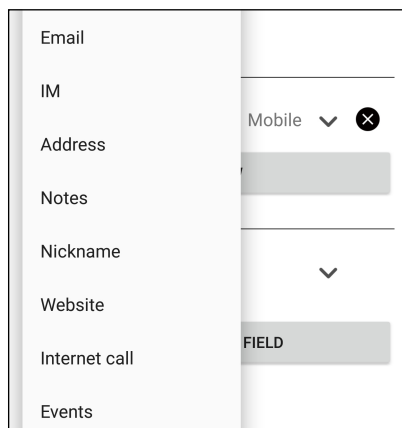 Email
IM
Address
Mobile
Notes
Nickname
Website
FIELD
Internet call
Events